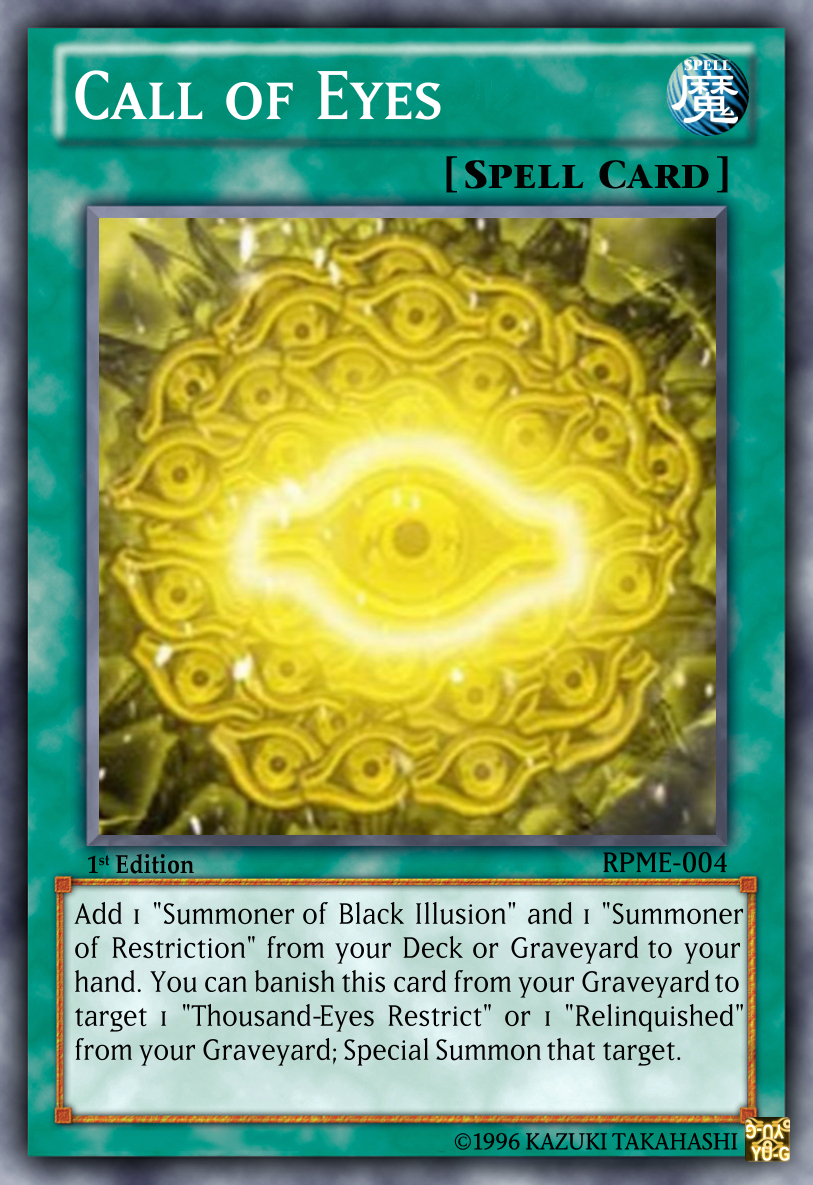 CALL OF EYES
SPELL
魔
[SPELL CARD]
1st Edition
RPME-004
Add 1 "Summoner of Black Illusion" and 1 "Summoner
of Restriction" from your Deck or Graveyard to your
hand. You can banish this card from your Graveyard to
target 1 "Thousand-Eyes Restrict" or 1 "Relinquished"
from your Graveyard; Special Summon that target.
©1996 KAZUKI TAKAHASHI